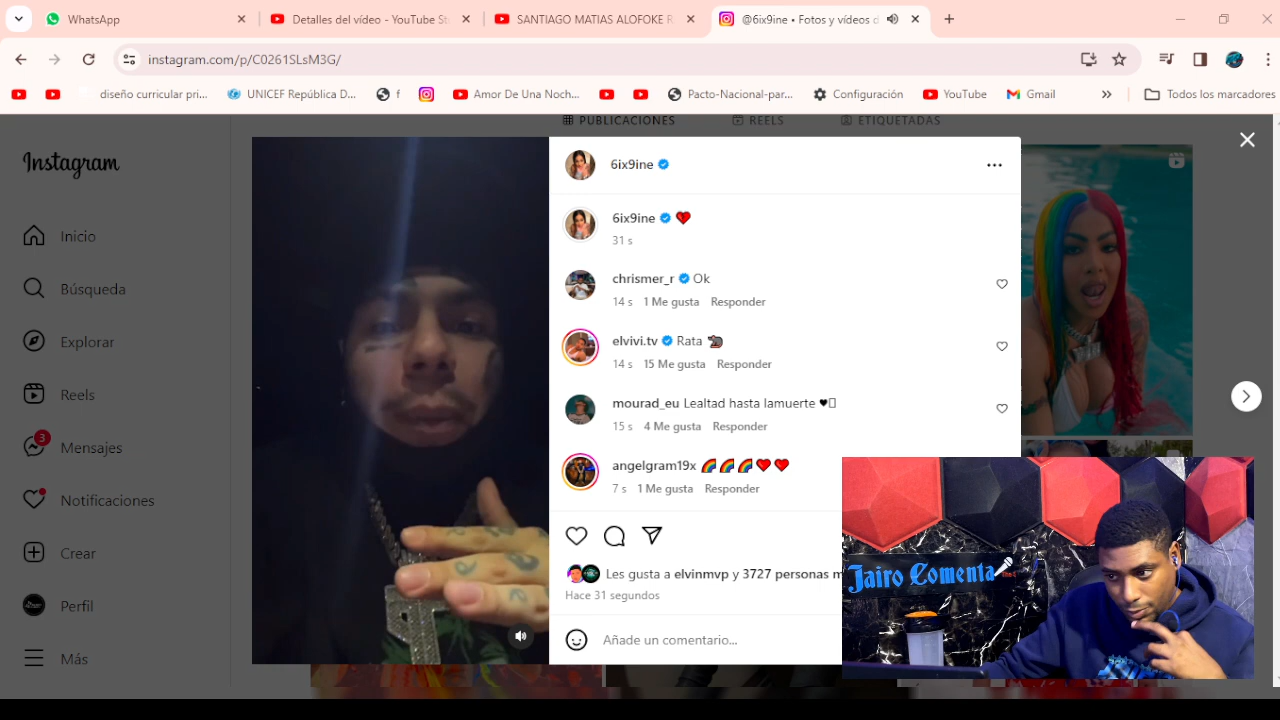 WhatsApp
Detalles del vídeo - YouTube St
SANTIAGO MATIAS ALOFOKE R
@6ix9ine • Fotos y vídeos d
instagram.com/p/C0261SLsM3G/
diseño curricular pri...
UNICEF República D...
f
Amor De Una Noch...
Pacto-Nacional-par...
Configuración
YouTube
Gmail
Todos los marcadores
PUBLICACIONES
REELS
ETIQUETADAS
Instagram
Inicio
Búsqueda
Explorar
Reels
3
Mensajes
Notificaciones
Crear
Perfil
Más
6ix9ine
6ix9ine ❤️
31 s
chrismer_r Ok
14 s 1 Me gusta Responder
elvivi.tv Rata 🐀
14 s 15 Me gusta Responder
mourad_eu Lealtad hasta lamuerte ♥
15 s 4 Me gusta Responder
angelgram19x 🌈🌈🌈❤️❤️
7 s 1 Me gusta Responder
Les gusta a elvinmvp y 3727 personas m
Hace 31 segundos
Añade un comentario...
Jairo Comenta